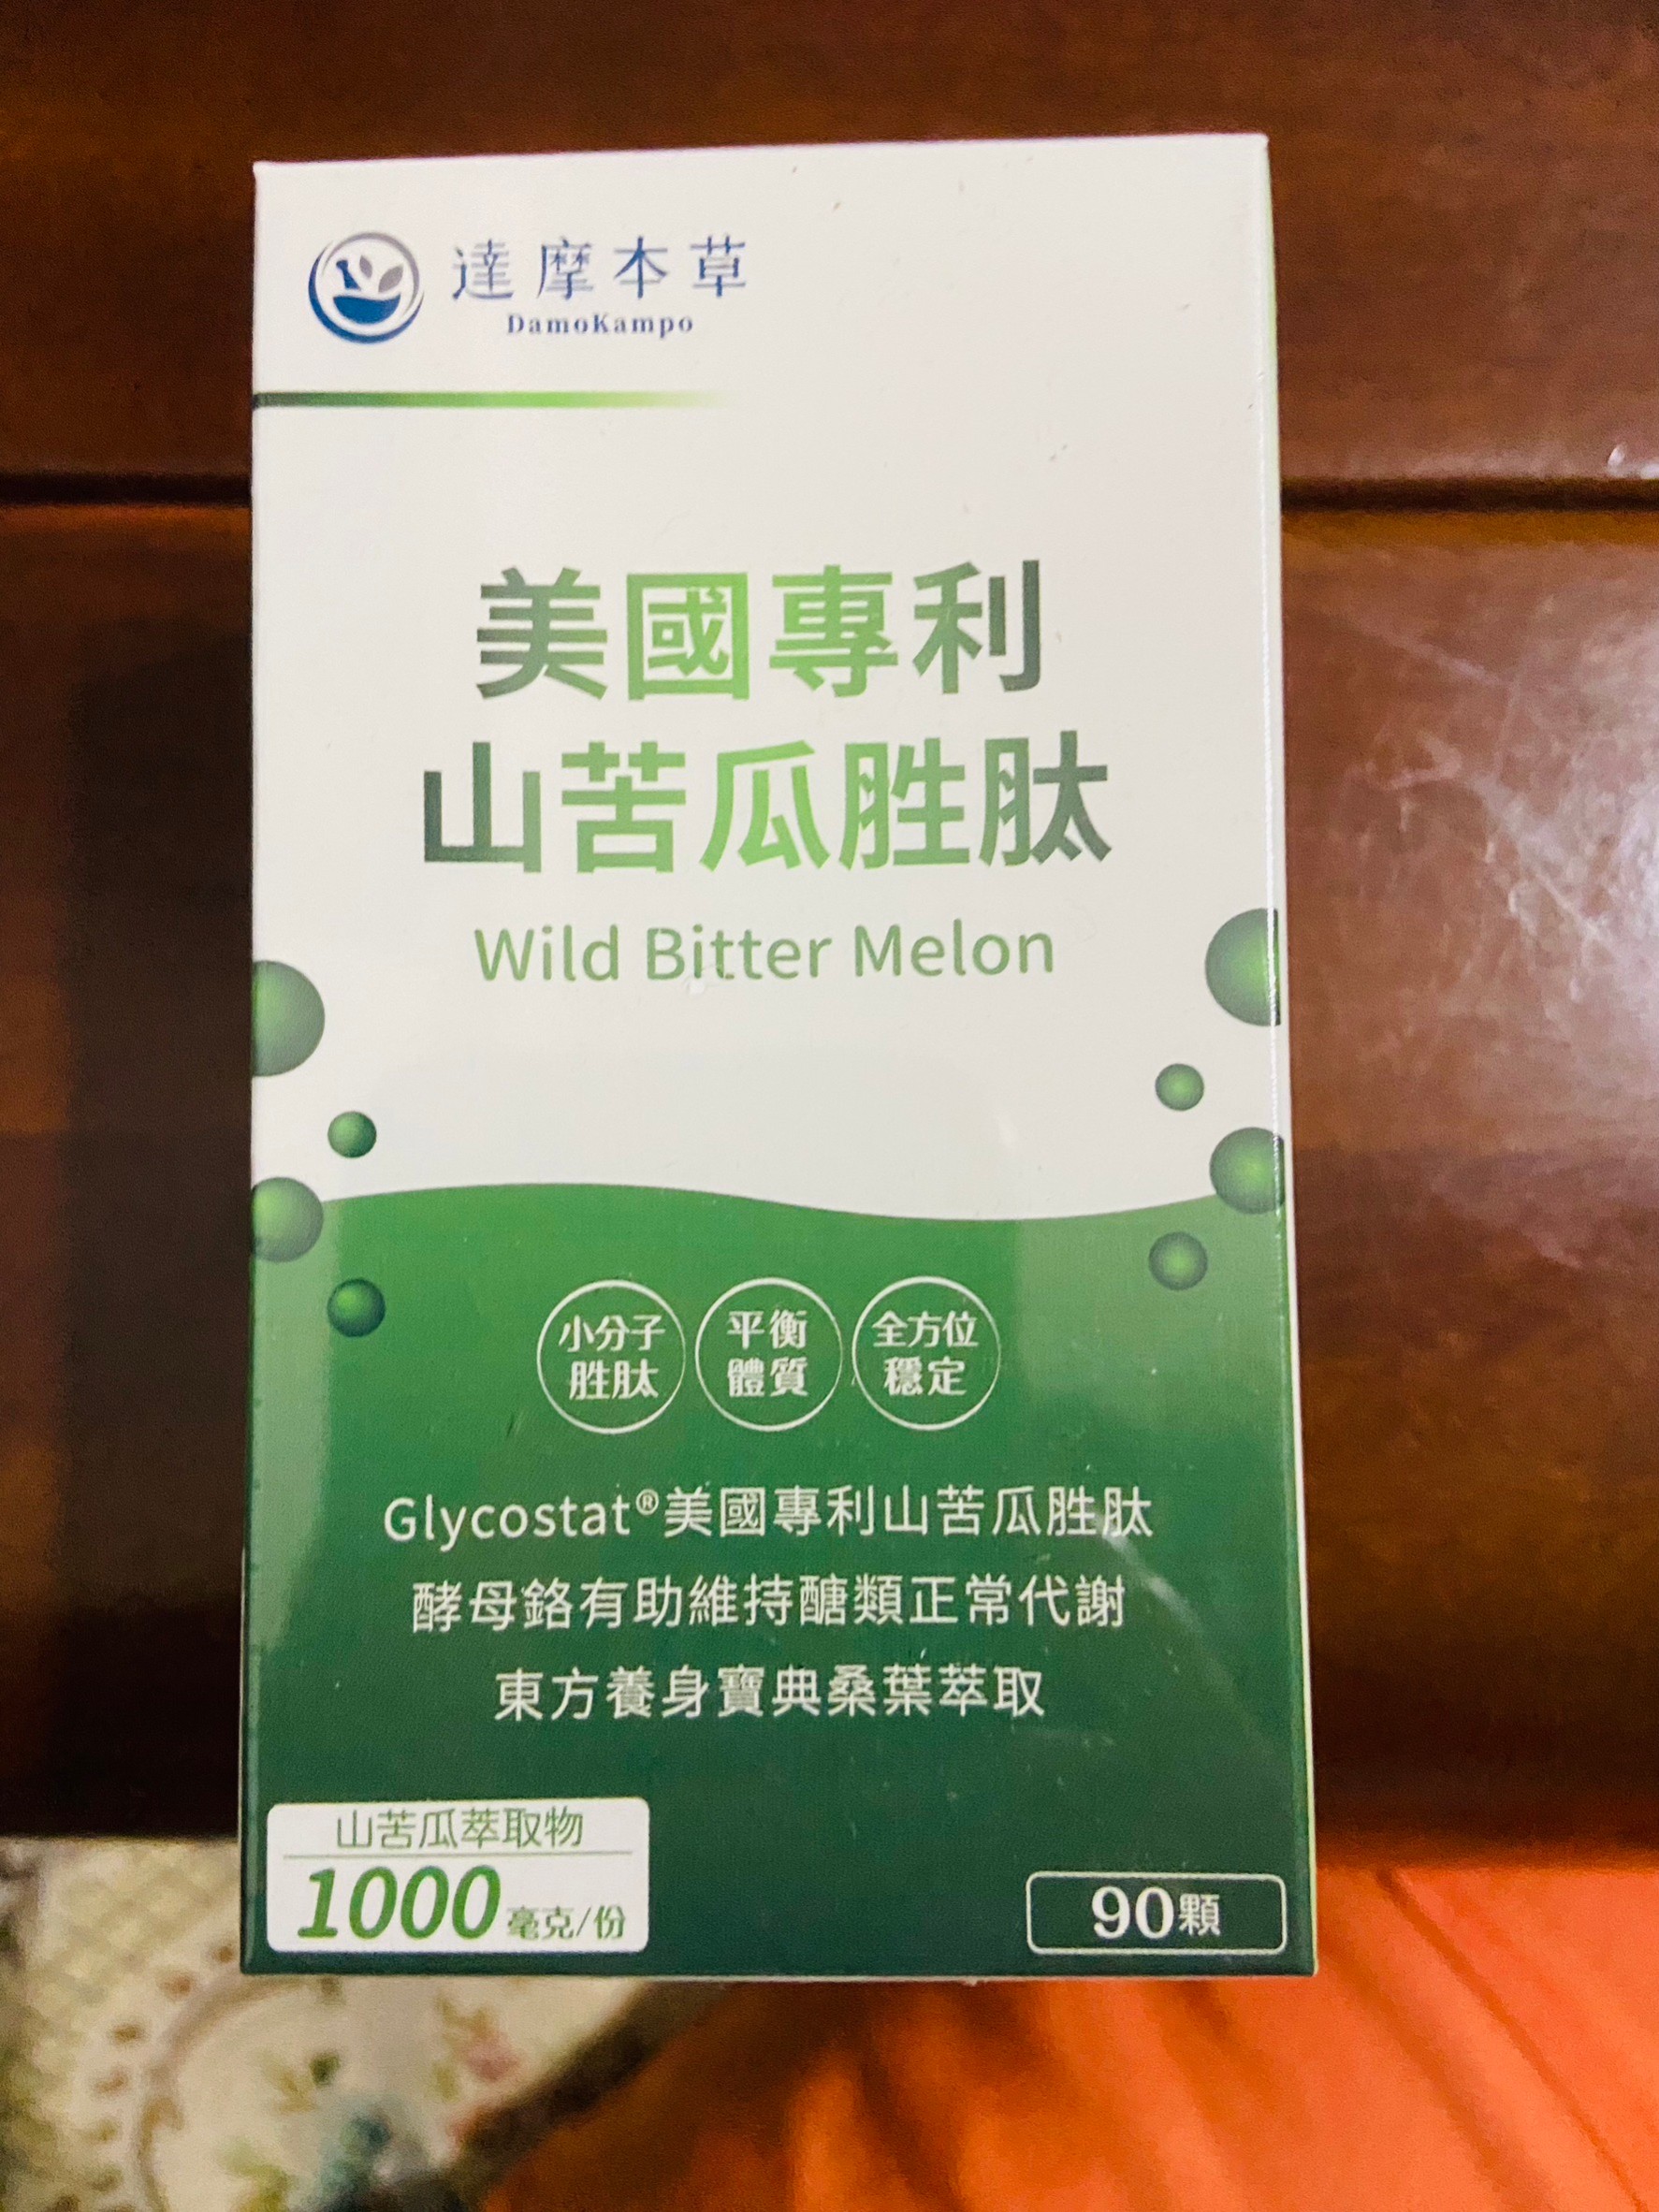 達摩本草
DamoKampo
美國專利
山苦瓜胜肽
Wild Bitter Melon
小分子
胜肽
平衡
體質
全方位
穩定
Glycostat®美國專利山苦瓜胜肽
酵母鉻有助維持醣類正常代謝
東方養身寶典桑葉萃取
山苦瓜萃取物
1000毫克/份
90顆